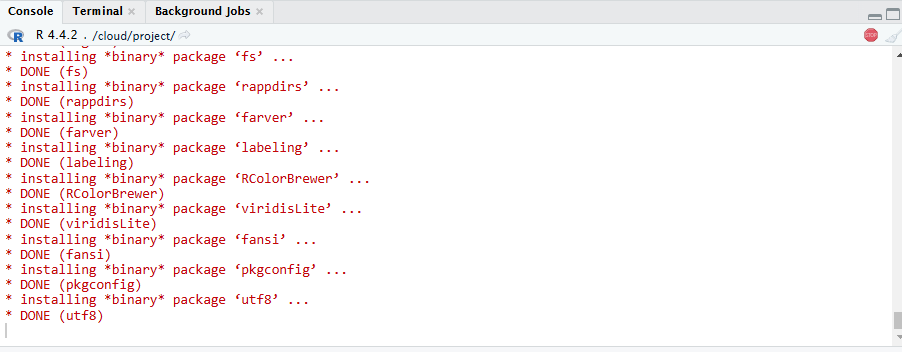 Console Terminal × Background Jobs ×
R R 4.4.2 . /cloud/project/
STOP
* installing *binary* package ‘fs’ ...
* DONE (fs)
* installing *binary* package ‘rappdirs’ ...
* DONE (rappdirs)
* installing *binary* package ‘farver’ ...
* DONE (farver)
* installing *binary* package ‘labeling’ ...
* DONE (labeling)
* installing *binary* package ‘RColorBrewer’ ...
* DONE (RColorBrewer)
* installing *binary* package ‘viridisLite’ ...
* DONE (viridisLite)
* installing *binary* package ‘fansi’ ...
* DONE (fansi)
* installing *binary* package ‘pkgconfig’ ...
* DONE (pkgconfig)
* installing *binary* package ‘utf8’ ...
* DONE (utf8)